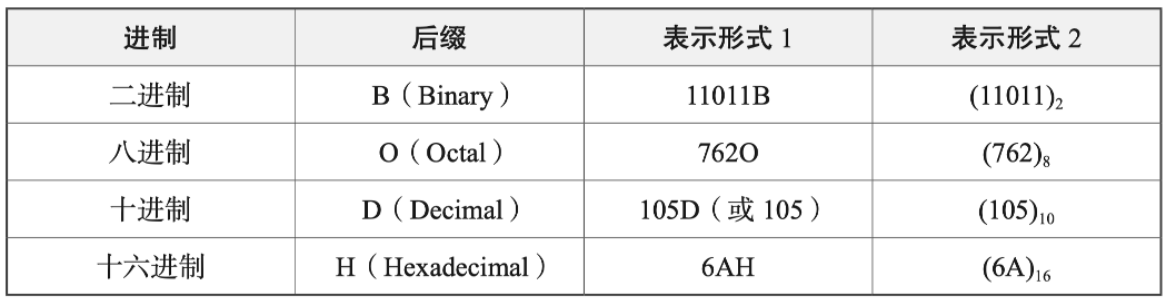 进制 后缀 表示形式 1 表示形式 2
二进制 B（Binary） 11011B (11011)₂
八进制 O（Octal） 762O (762)₈
十进制 D（Decimal） 105D（或 105） (105)₁₀
十六进制 H（Hexadecimal） 6AH (6A)₁₆